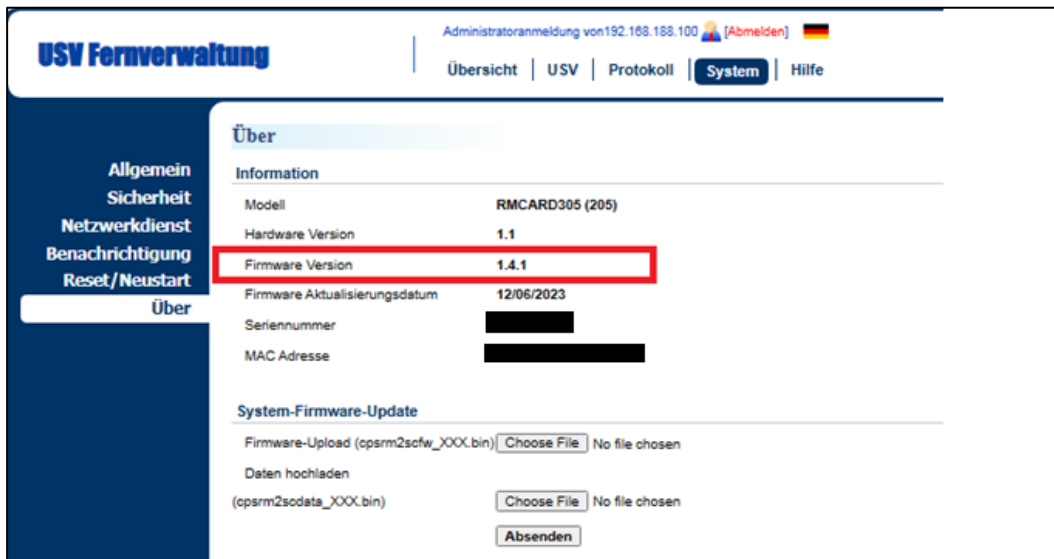 USV Fernverwaltung
Administratoranmeldung von192.168.188.100 [Abmelden]
Übersicht | USV | Protokoll | System | Hilfe
Allgemein
Sicherheit
Netzwerkdienst
Benachrichtigung
Reset/Neustart
Über
Über
Information
Modell RMCARD305 (205)
Hardware Version 1.1
Firmware Version 1.4.1
Firmware Aktualisierungsdatum 12/06/2023
Seriennummer
MAC Adresse
System-Firmware-Update
Firmware-Upload (cpsrm2scfw_XXX.bin) Choose File No file chosen
Daten hochladen
(cpsrm2scdata_XXX.bin) Choose File No file chosen
Absenden